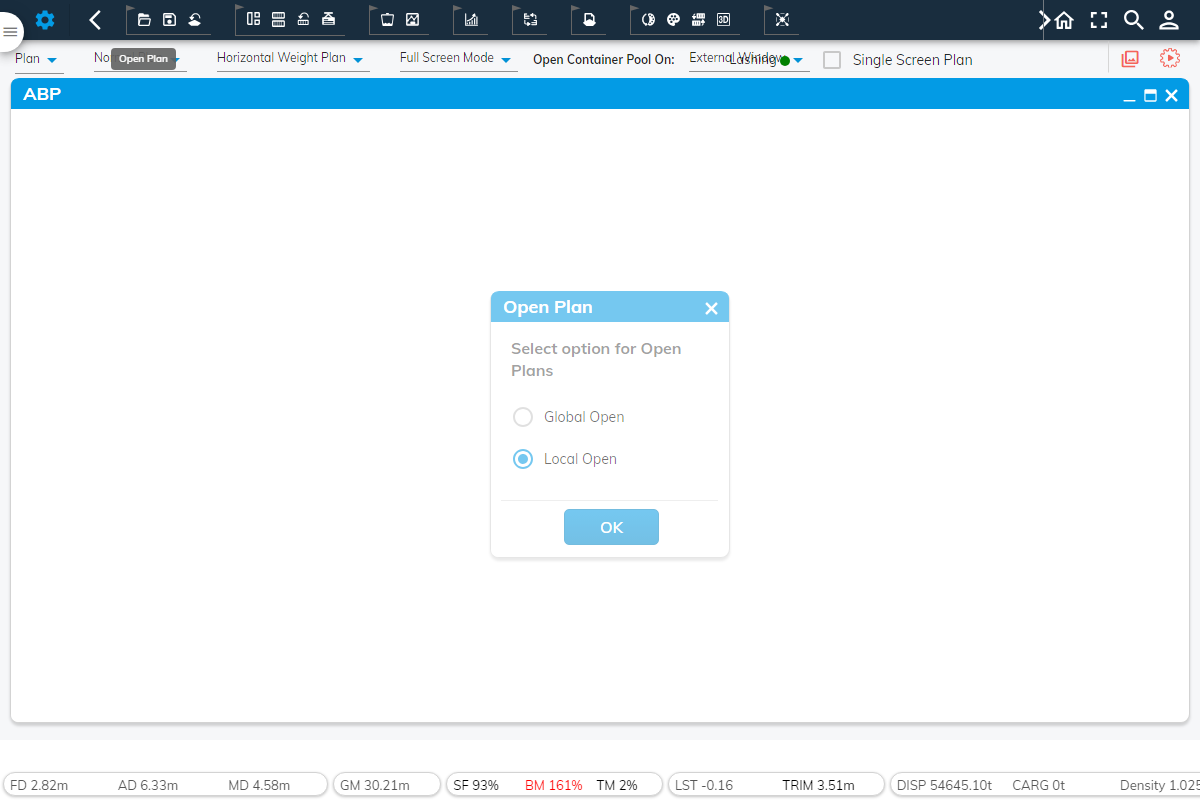 3D
Plan
No
Open Plan
Horizontal Weight Plan
Full Screen Mode
Open Container Pool On:
External Window
Lashing
Single Screen Plan
ABP
Open Plan
Select option for Open
Plans
Global Open
Local Open
OK
FD 2.82m AD 6.33m MD 4.58m GM 30.21m SF 93% BM 161% TM 2% LST -0.16 TRIM 3.51m DISP 54645.10t CARG 0t Density 1.025